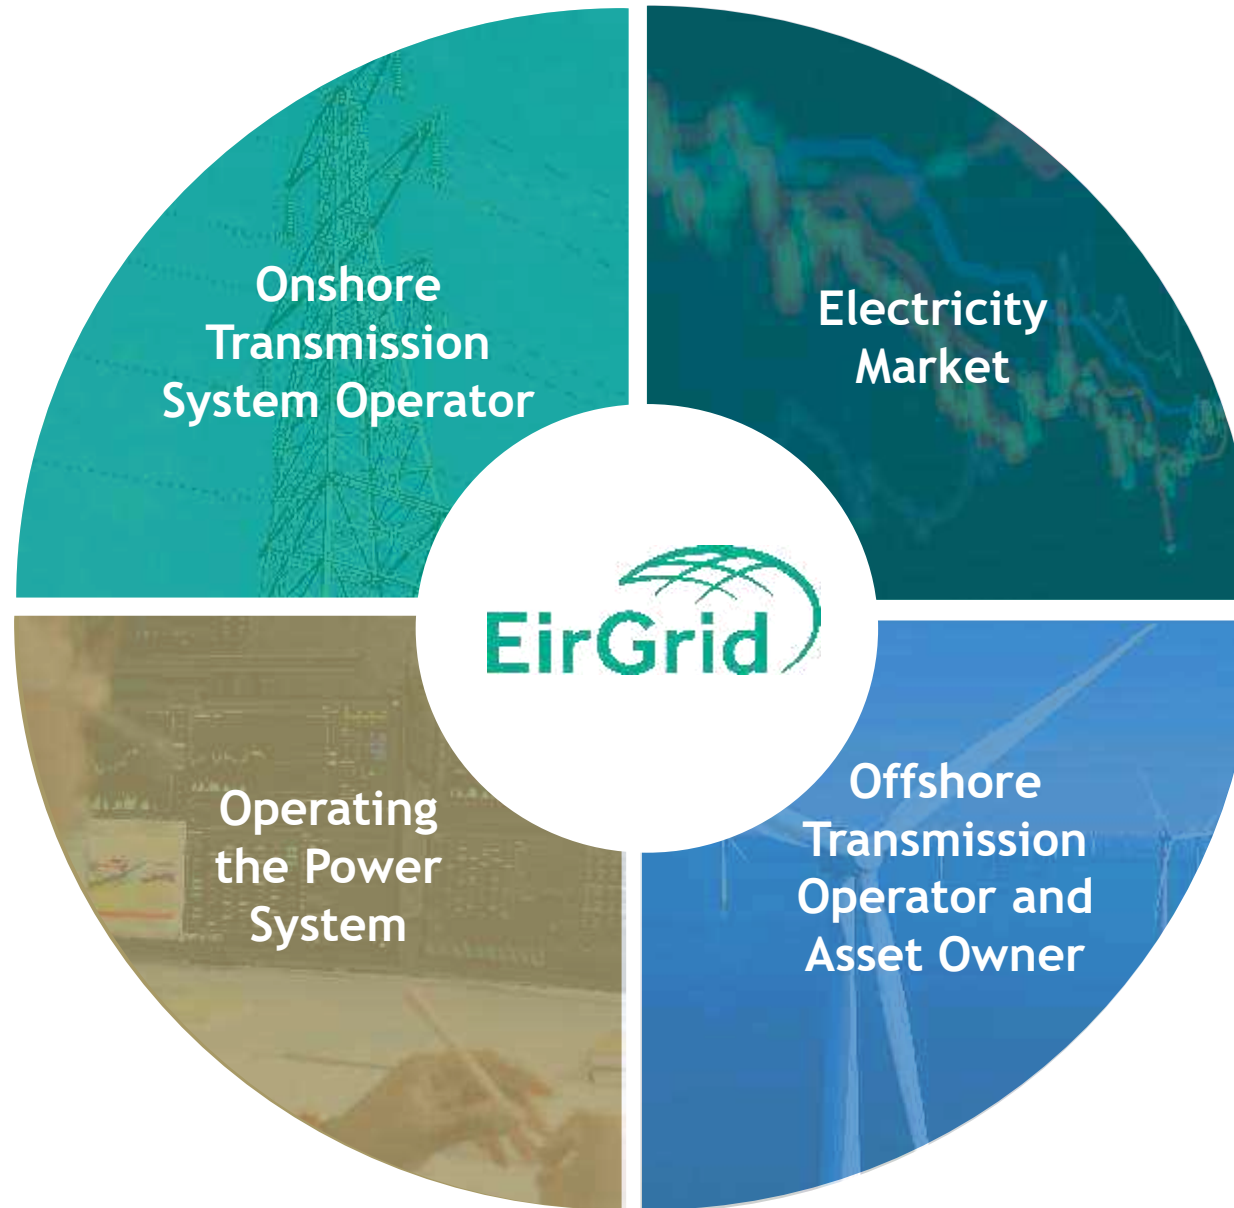 Onshore
Transmission
System Operator
Electricity
Market
EirGrid
Operating
the Power
System
Offshore
Transmission
Operator and
Asset Owner